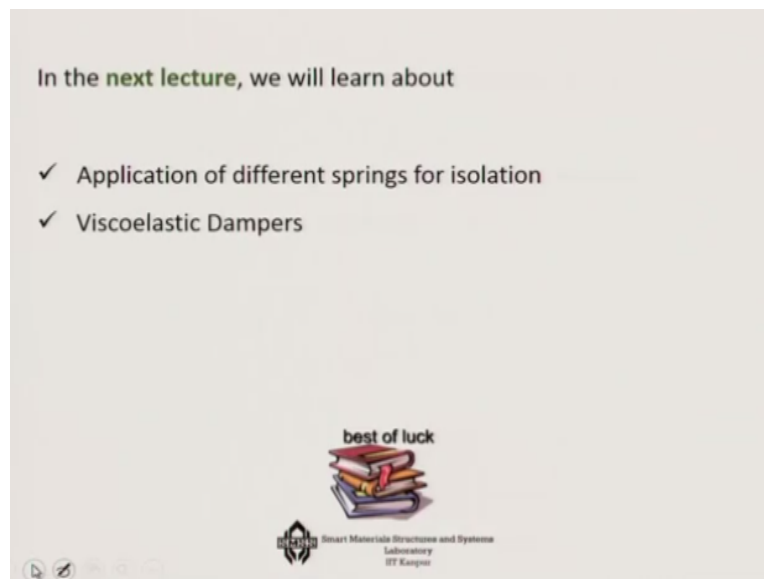 In the next lecture, we will learn about
✓ Application of different springs for isolation
✓ Viscoelastic Dampers
best of luck
Smart Materials Structures and Systems
Laboratory
IIT Kanpur